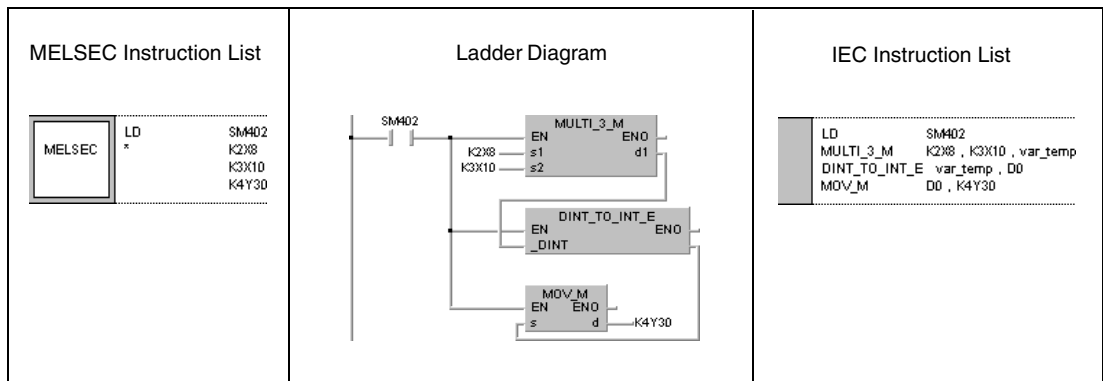 MELSEC Instruction List
MELSEC
LD SM402
* K2X8
K3X10
K4Y30
Ladder Diagram
SM402
MULTI_3_M
EN ENO
K2X8 s1 d1
K3X10 s2
DINT_TO_INT_E
EN ENO
_DINT
MOV_M
EN ENO
s d K4Y30
IEC Instruction List
LD SM402
MULTI_3_M K2X8 , K3X10 , var_temp
DINT_TO_INT_E var_temp , D0
MOV_M D0 , K4Y30